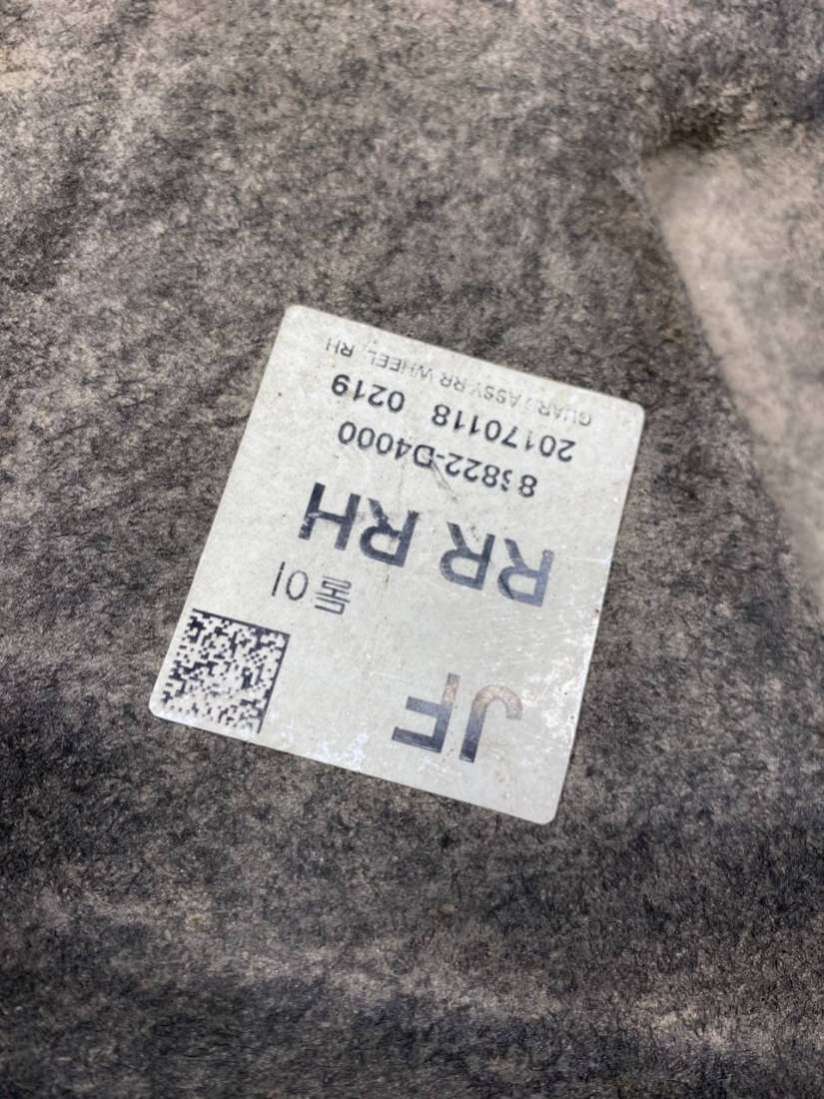 JF
RR RH
86822-D4000
20170118 0219
GUARD ASSY RR WHEEL, RH